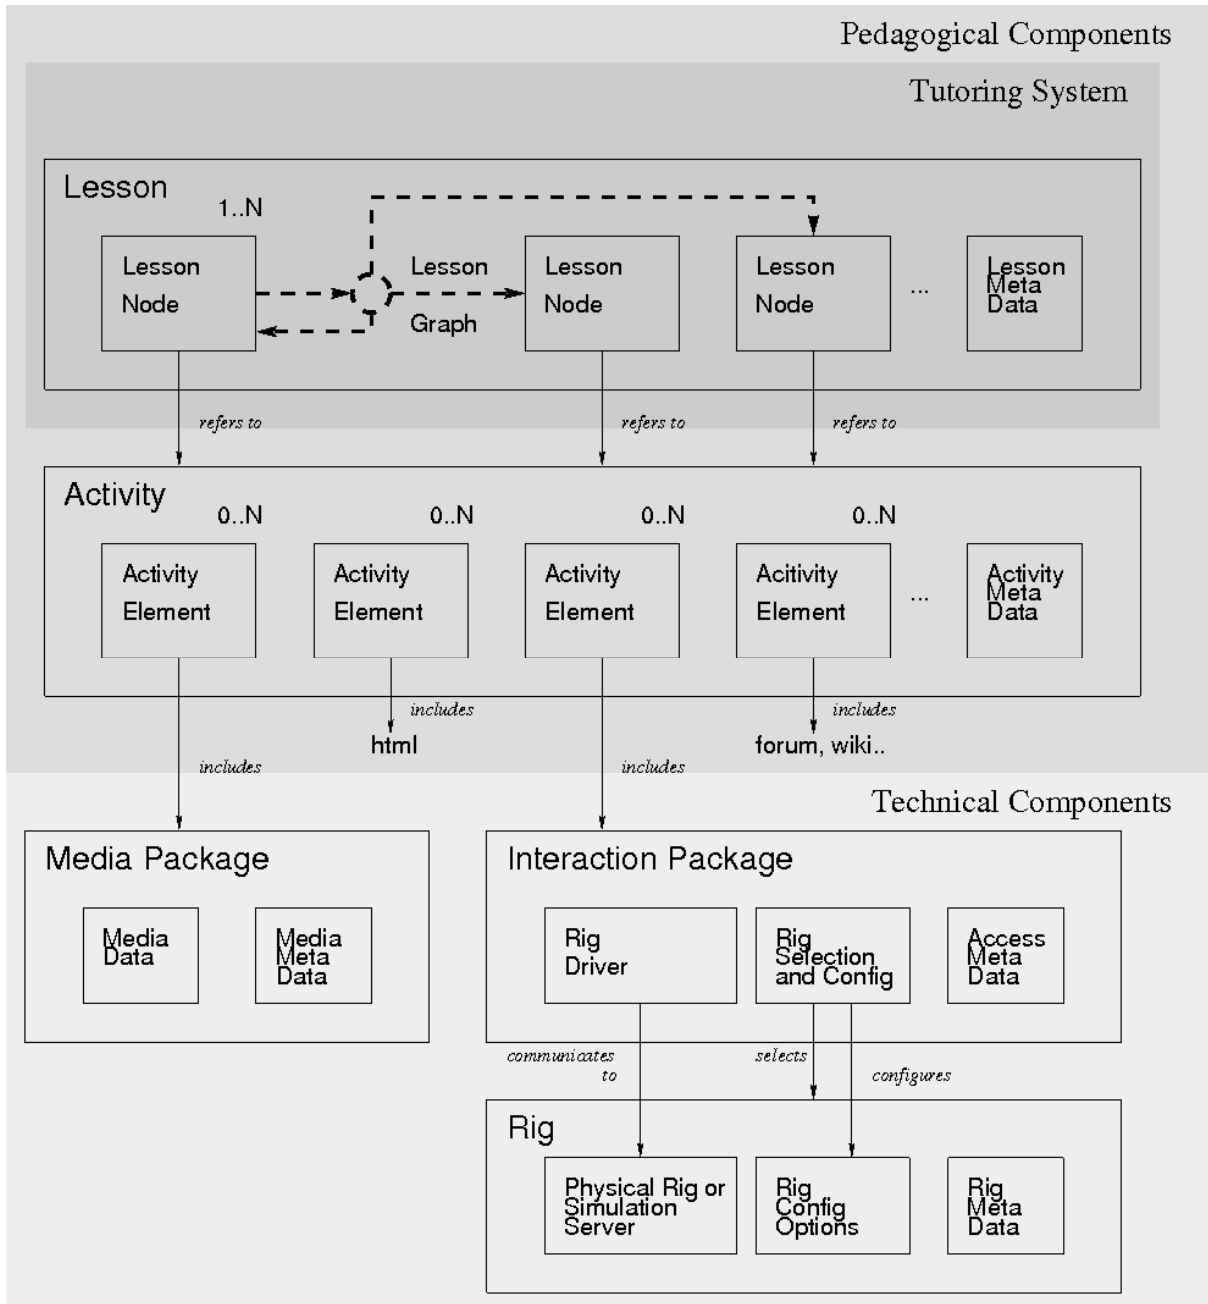 Pedagogical Components
Tutoring System
Lesson
1..N
Lesson
Node
Lesson
Graph
Lesson
Node
Lesson
Node
...
Lesson
Meta
Data
refers to
refers to
refers to
Activity
0..N
0..N
0..N
0..N
Activity
Element
Activity
Element
Activity
Element
Acitivity
Element
...
Activity
Meta
Data
includes
html
includes
forum, wiki..
includes
includes
Technical Components
Media Package
Media
Data
Media
Meta
Data
Interaction Package
Rig
Driver
Rig
Selection
and Config
Access
Meta
Data
communicates
to
selects
configures
Rig
Physical Rig or
Simulation
Server
Rig
Config
Options
Rig
Meta
Data